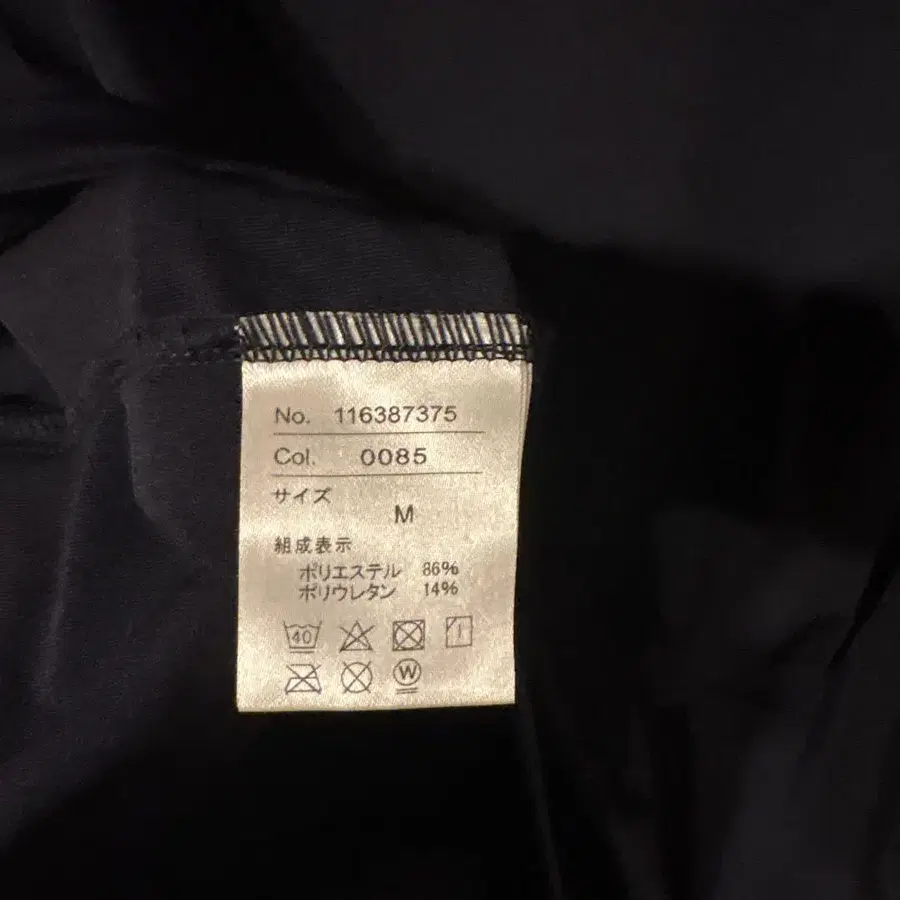 No. 116387375
Col. 0085
サイズ
M
組成表示
ポリエステル 86%
ポリウレタン 14%
40
W